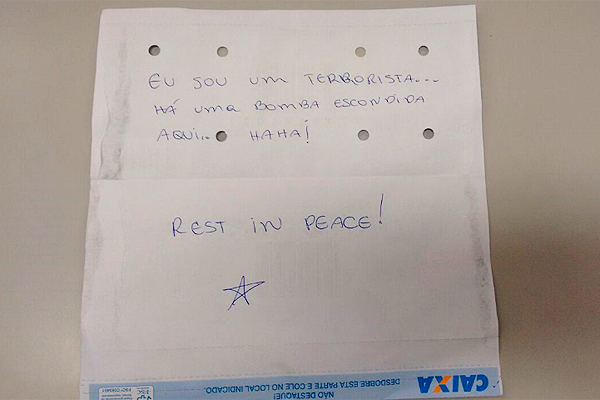 EU SOU UM TERRORISTA....
HÁ UMA BOMBA ESCONDIDA
AQUI.. HAHA!
REST IN PEACE!
CAIXA
DESDOBRE ESTA PARTE E COLE NO LOCAL INDICADO.
NÃO DESTAQUE!